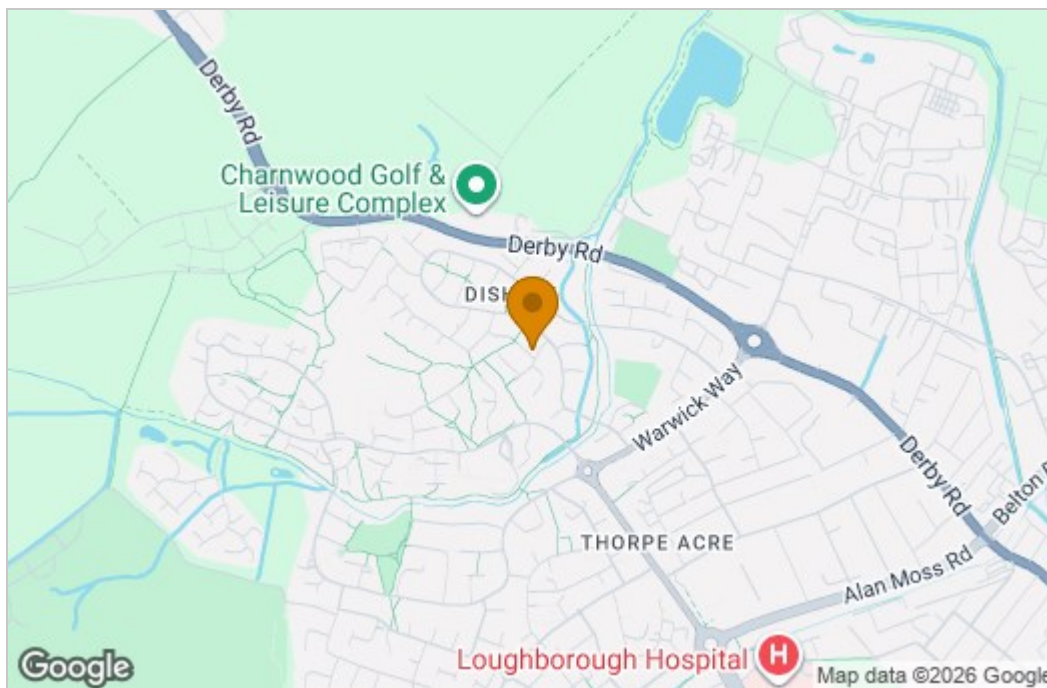 Derby Rd
Charnwood Golf &
Leisure Complex
Derby Rd
Warwick Way
Derby Rd
THORPE ACRE
Alan Moss Rd
Loughborough Hospital
H
Google
Map data ©2026 Google